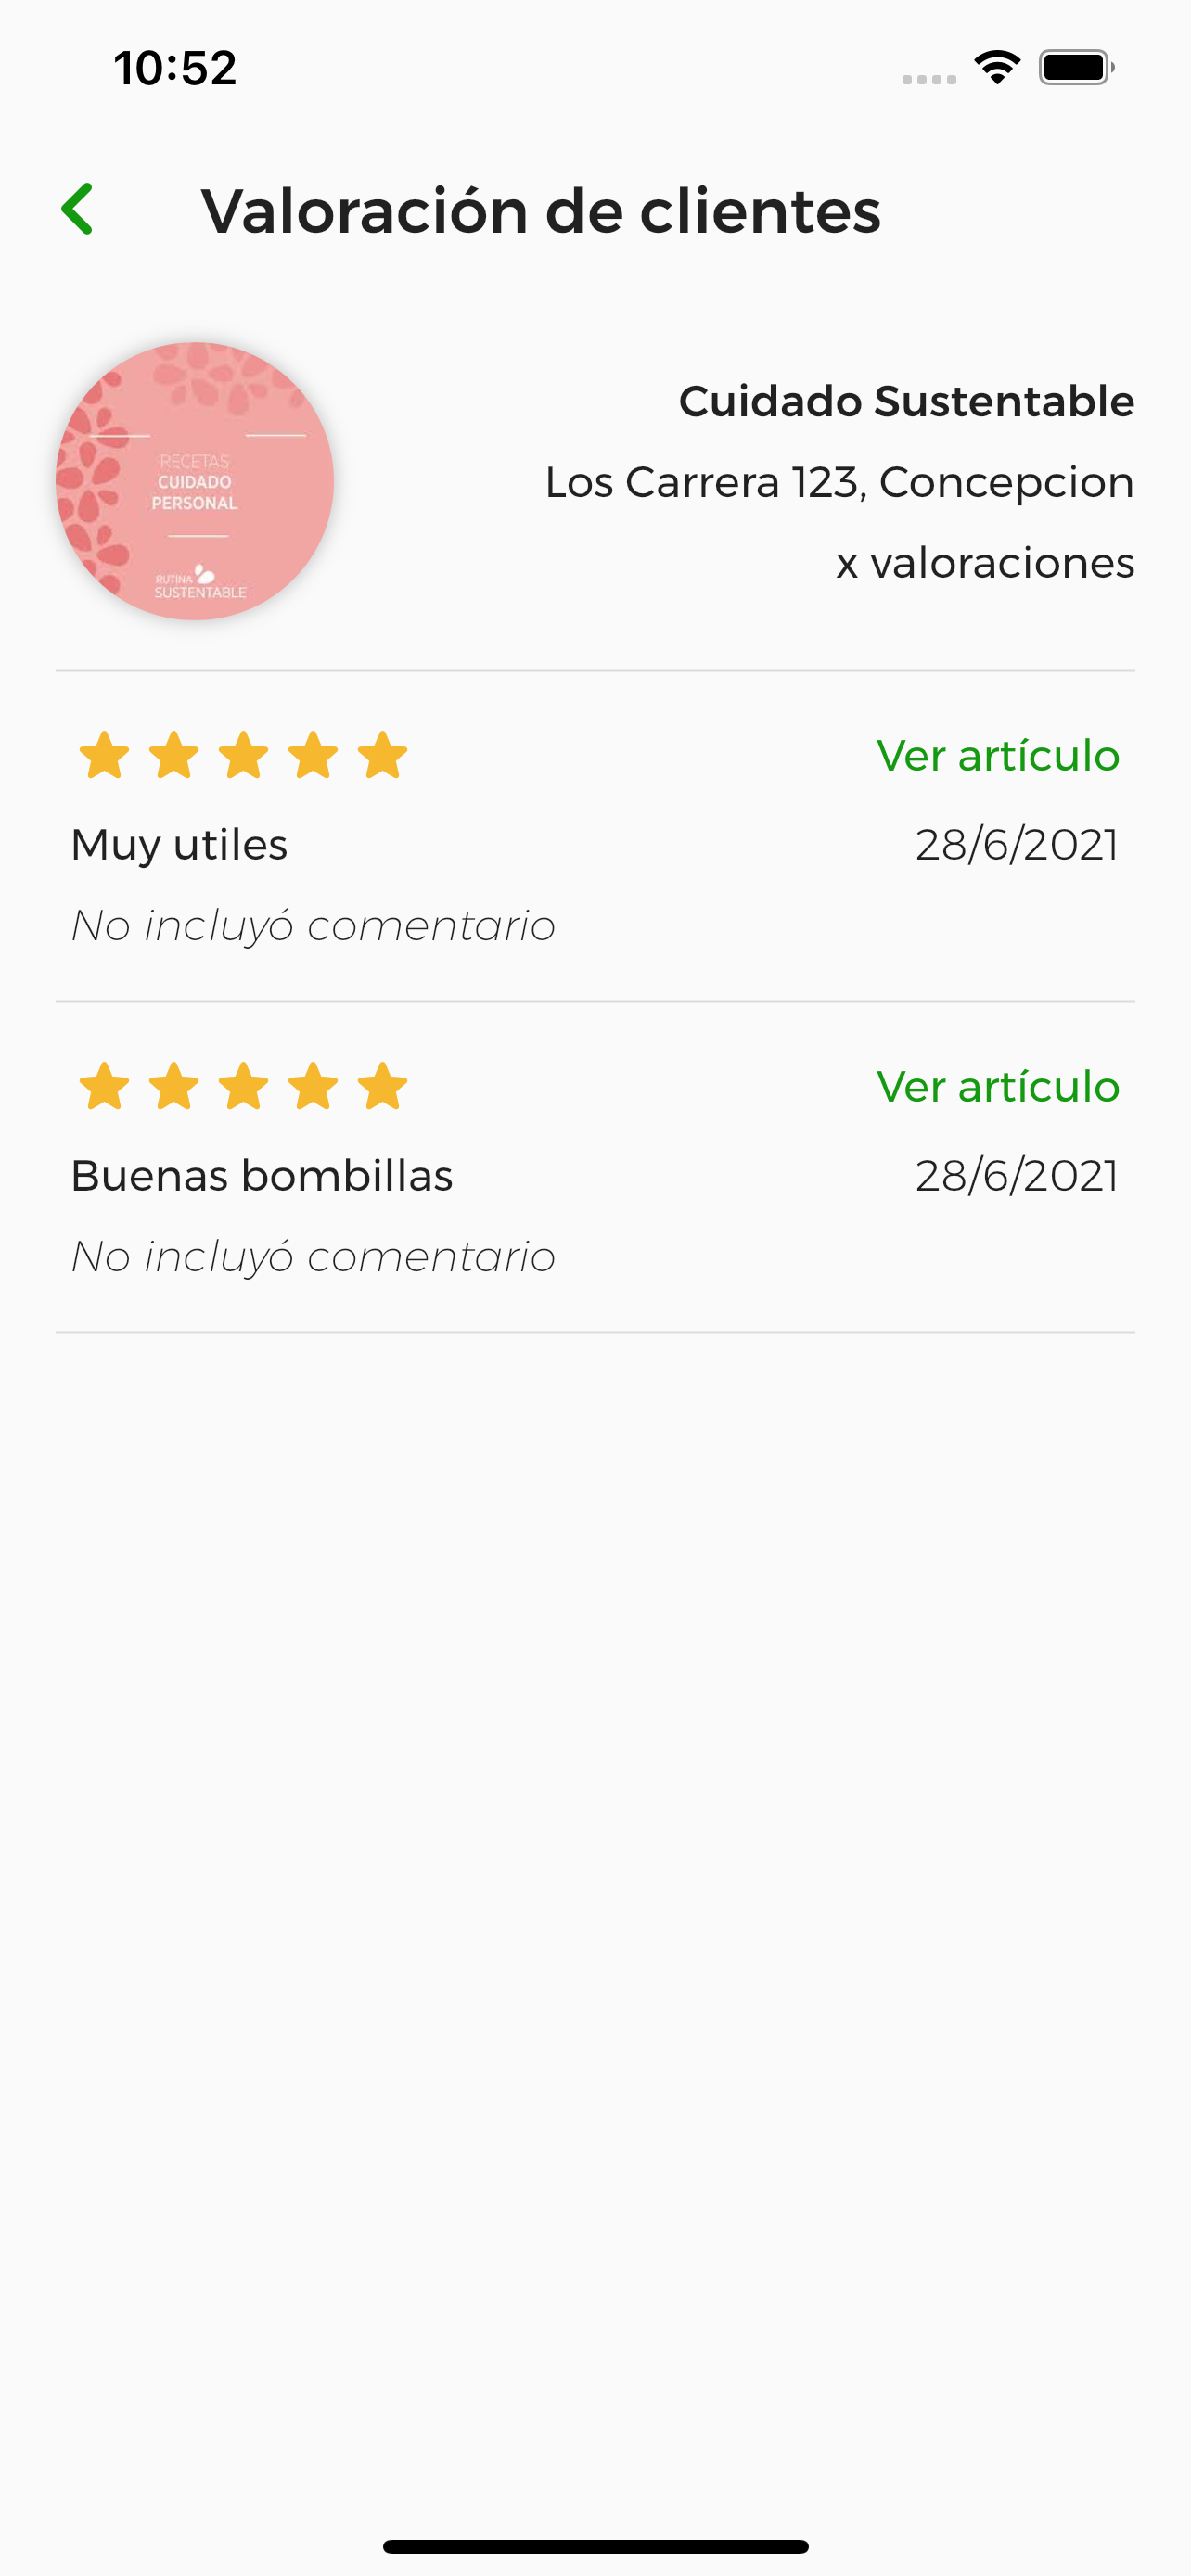 10:52
Valoración de clientes
RECETAS
CUIDADO
PERSONAL
RUTINA
SUSTENTABLE
Cuidado Sustentable
Los Carrera 123, Concepcion
x valoraciones
Ver artículo
Muy utiles 28/6/2021
No incluyó comentario
Ver artículo
Buenas bombillas 28/6/2021
No incluyó comentario